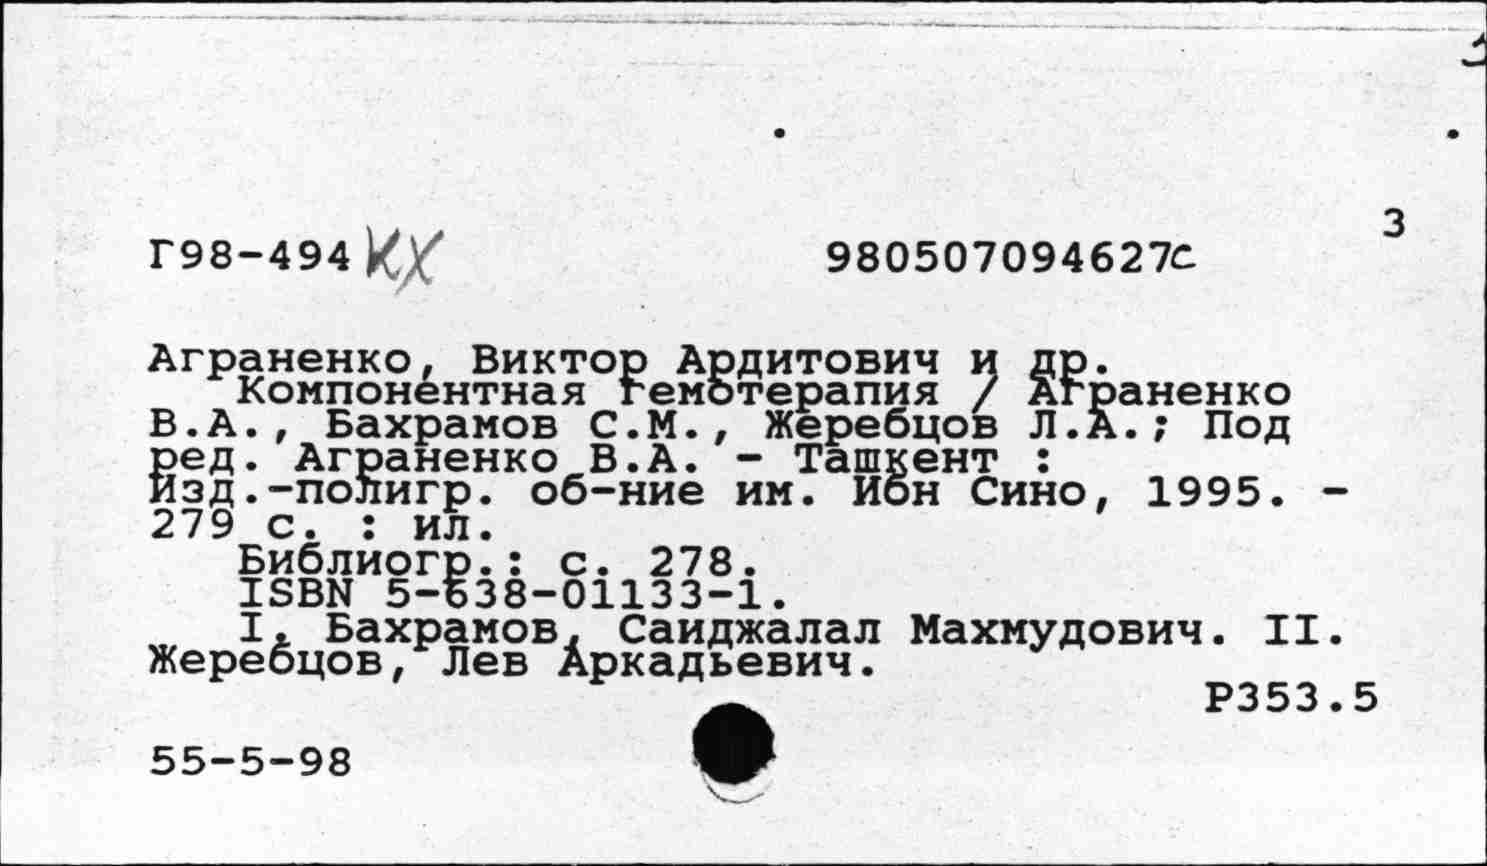 3
Г98-494 КХ 980507094627с
Аграненко, Виктор Ардитович и др.
Компонентная гемотерапия / Аграненко
В.А., Бахрамов С.М., Жеребцов Л.А.; Под
ред. Аграненко В.А. - Ташкент :
Изд.-полигр. об-ние им. Ибн Сино, 1995. -
279 с. : ил.
Библиогр.: с. 278.
ISBN 5-638-01133-1.
I. Бахрамов, Саиджалал Махмудович. II.
Жеребцов, Лев Аркадьевич.
Р353.5
55-5-98